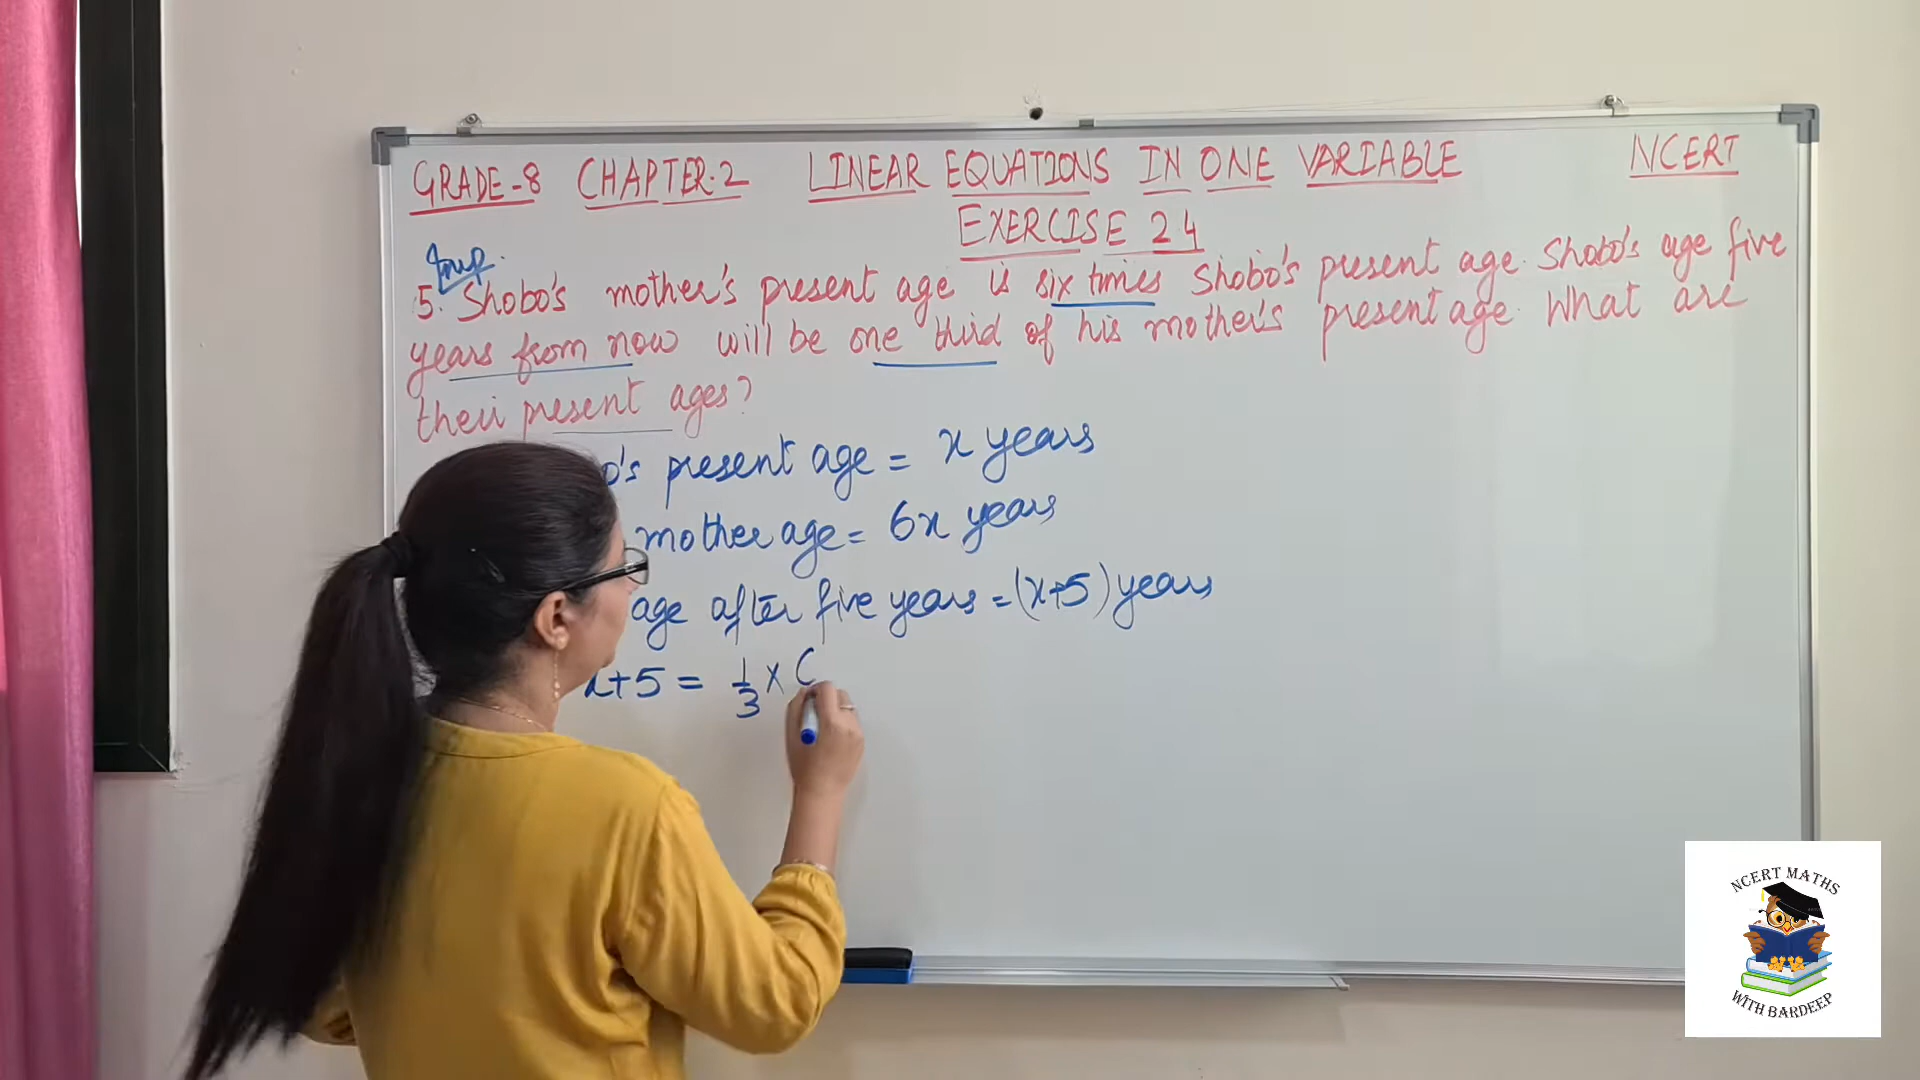 GRADE-8 CHAPTER-2 LINEAR EQUATIONS IN ONE VARIABLE NCERT
EXERCISE 2.4
Imp.
5. Shobo's mother's present age is six times Shobo's present age. Shobo's age five
years from now will be one third of his mother's present age. What are
their present ages?
o's present age = x years
mother age = 6x years
age after five years = (x+5) years
x+5 = 1/3 ×
NCERT MATHS
WITH BARDEEP